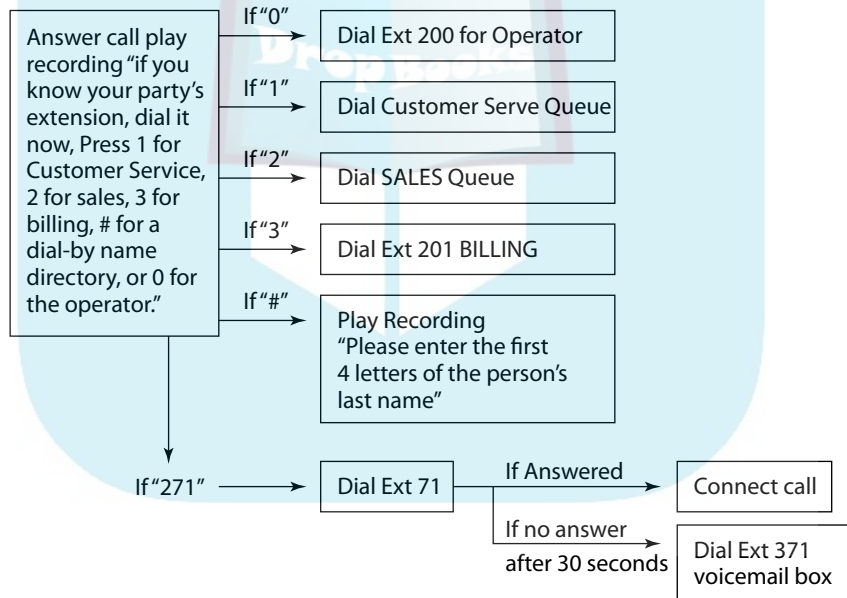 Answer call play
recording “if you
know your party’s
extension, dial it
now, Press 1 for
Customer Service,
2 for sales, 3 for
billing, # for a
dial-by name
directory, or 0 for
the operator.”
If “0”
Dial Ext 200 for Operator
If “1”
Dial Customer Serve Queue
If “2”
Dial SALES Queue
If “3”
Dial Ext 201 BILLING
If “#”
Play Recording
“Please enter the first
4 letters of the person’s
last name”
If “271”
Dial Ext 71
If Answered
Connect call
If no answer
after 30 seconds
Dial Ext 371
voicemail box
Drop Books